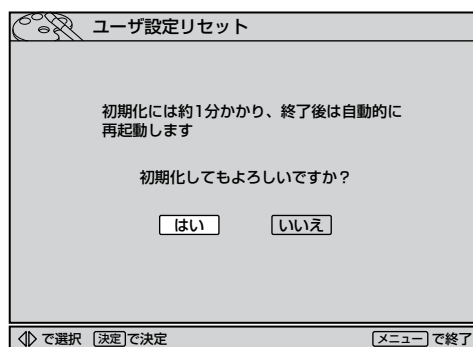 ユーザ設定リセット
初期化には約1分かかり、終了後は自動的に
再起動します
初期化してもよろしいですか？
はい いいえ
で選択 決定で決定 メニューで終了